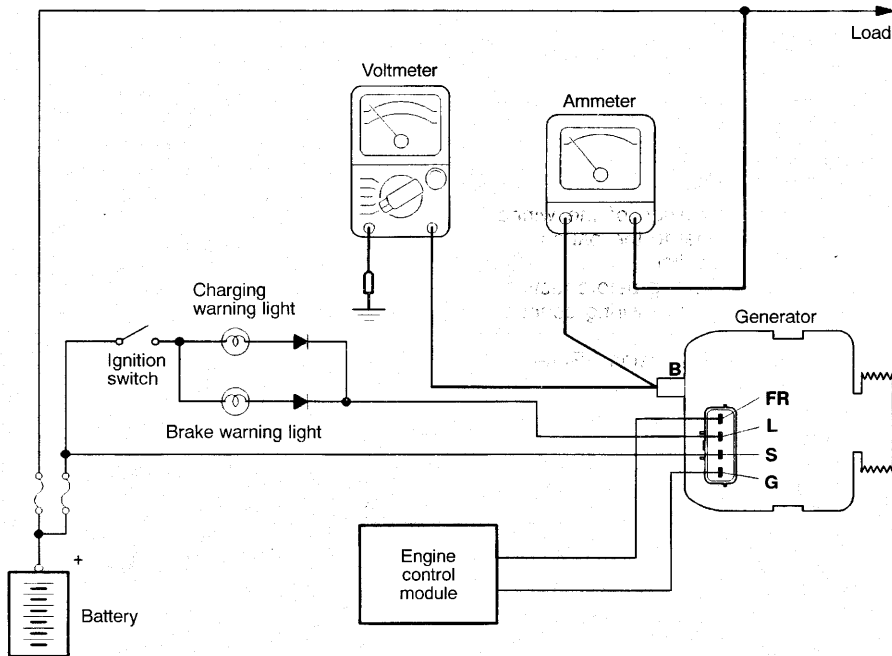 Load
Voltmeter
Ammeter
Charging
warning light
Generator
Ignition
switch
B
FR
L
Brake warning light
S
G
+
Engine
control
module
Battery